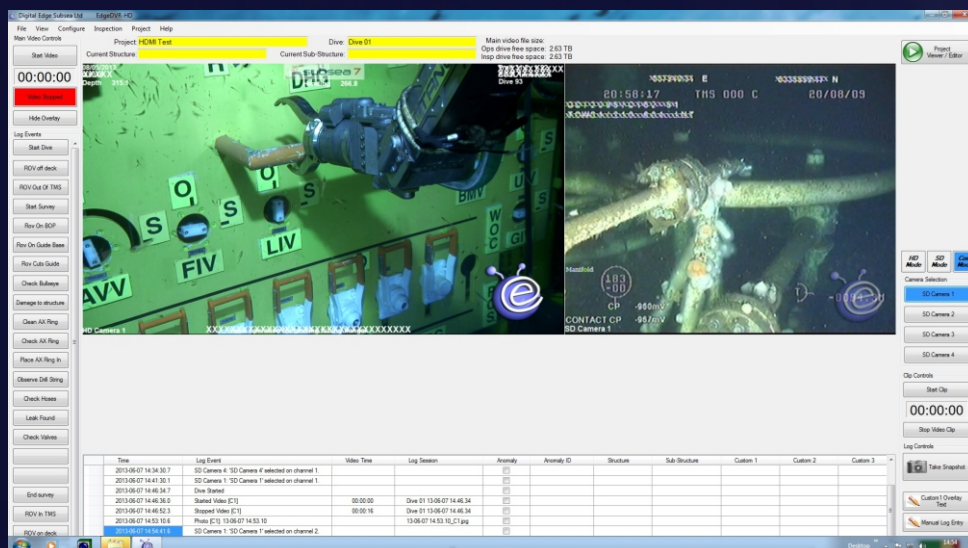 Digital Edge Subsea Ltd EdgeDVR-HD
File View Configure Inspection Project Help
Main Video Controls
Start Video
00:00:00
Video Stopped
Hide Overlay
Log Events
Start Dive
ROV off deck
ROV Out Of TMS
Start Survey
Rov On BOP
Rov On Guide Base
Rov Cuts Guide
Check Bullseye
Damage to structure
Clean AX Ring
Check AX Ring
Place AX Ring In
Observe Drill String
Check Hoses
Leak Found
Check Valves
End survey
ROV In TMS
ROV on deck
Project: HDMI Test
Dive: Dive 01
Current Structure:
Current Sub-Structure:
Main video file size:
Ops drive free space: 2.63 TB
Insp drive free space: 2.63 TB
Depth
subsea 7
Dive 93
O
S
O
S
S
LIV
FIV
AVV
BMV
UV
S
WOC
HD Camera 1
XXXXXXXXXXXXXXXXXXXXXXXXXXXXXXX
e
E
N
20:58:17 TMS 000 C 20/08/09
Manifold
183
-00
CP -960mV
CONTACT CP -967mV
SD Camera 1
Project Viewer / Editor
HD Mode
SD Mode
Camera Selection
SD Camera 1
SD Camera 2
SD Camera 3
SD Camera 4
Clip Controls
Start Clip
00:00:00
Stop Video Clip
Log Controls
Take Snapshot
Custom1 Overlay Text
Manual Log Entry
Time Log Event Video Time Log Session Anomaly Anomaly ID Structure Sub-Structure Custom 1 Custom 2 Custom 3
2013-06-07 14:34:30.7 SD Camera 4: 'SD Camera 4' selected on channel 1.
2013-06-07 14:41:30.1 SD Camera 1: 'SD Camera 1' selected on channel 1.
2013-06-07 14:46:34.7 Dive Started
2013-06-07 14:46:36.0 Started Video [C1] 00:00:00 Dive 01 13-06-07 14.46.34
2013-06-07 14:46:52.3 Stopped Video [C1] 00:00:16 Dive 01 13-06-07 14.46.34
2013-06-07 14:53:10.6 Photo [C1]: 13-06-07 14.53.10 13-06-07 14.53.10_C1.jpg
2013-06-07 14:54:41.6 SD Camera 1: 'SD Camera 1' selected on channel 2.
Desktop
14:54